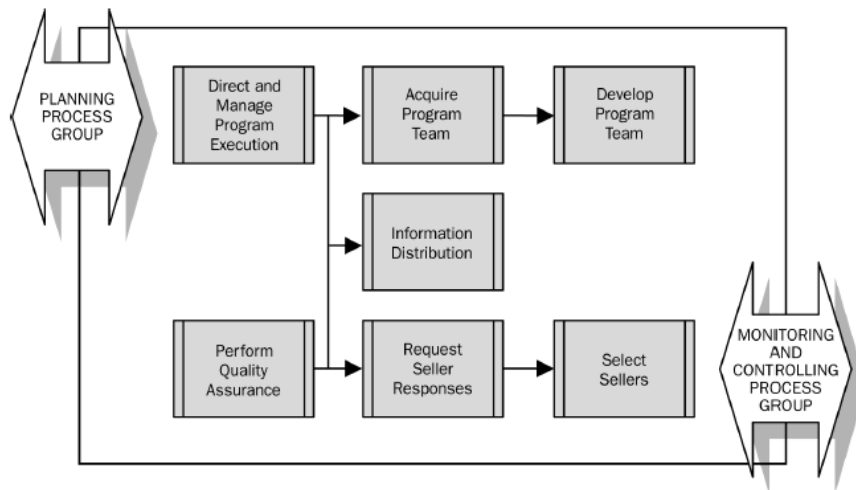 PLANNING
PROCESS
GROUP
Direct and
Manage
Program
Execution
Acquire
Program
Team
Develop
Program
Team
Information
Distribution
Perform
Quality
Assurance
Request
Seller
Responses
Select
Sellers
MONITORING
AND
CONTROLLING
PROCESS
GROUP